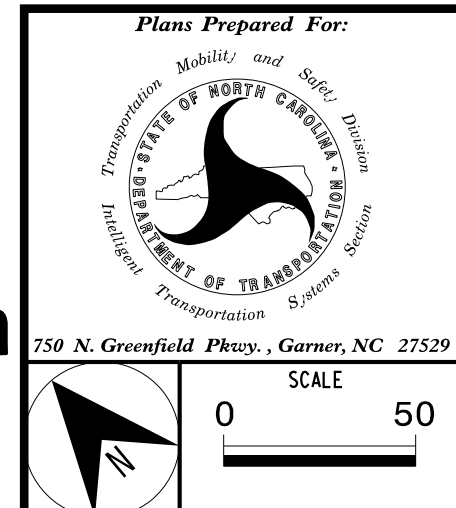 Plans Prepared For:
Transportation Mobility and Safety Division
STATE OF NORTH CAROLINA
DEPARTMENT OF TRANSPORTATION
Intelligent Transportation Systems Section
750 N. Greenfield Pkwy. , Garner, NC 27529
SCALE
0 50
N